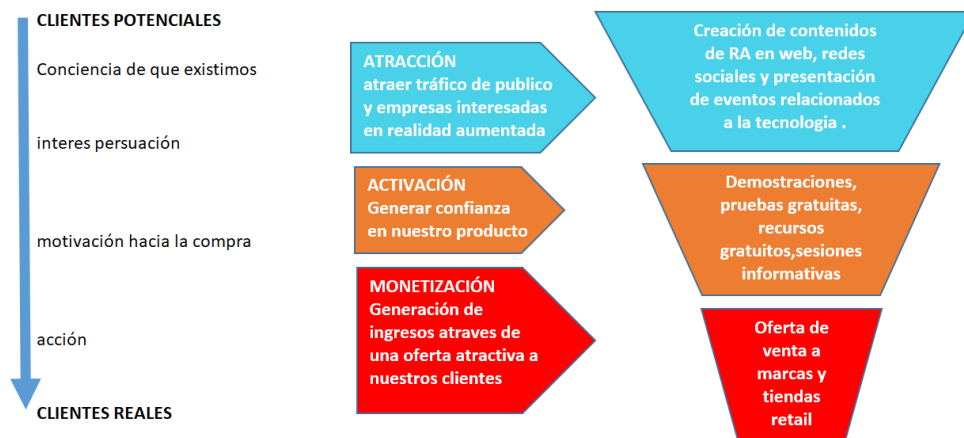 CLIENTES POTENCIALES
Conciencia de que existimos
interes persuación
motivación hacia la compra
acción
CLIENTES REALES
ATRACCIÓN
atraer tráfico de publico
y empresas interesadas
en realidad aumentada
ACTIVACIÓN
Generar confianza
en nuestro producto
MONETIZACIÓN
Generación de
ingresos atraves de
una oferta atractiva a
nuestros clientes
Creación de contenidos
de RA en web, redes
sociales y presentación
de eventos relacionados
a la tecnologia .
Demostraciones,
pruebas gratuitas,
recursos
gratuitos,sesiones
informativas
Oferta de
venta a
marcas y
tiendas
retail